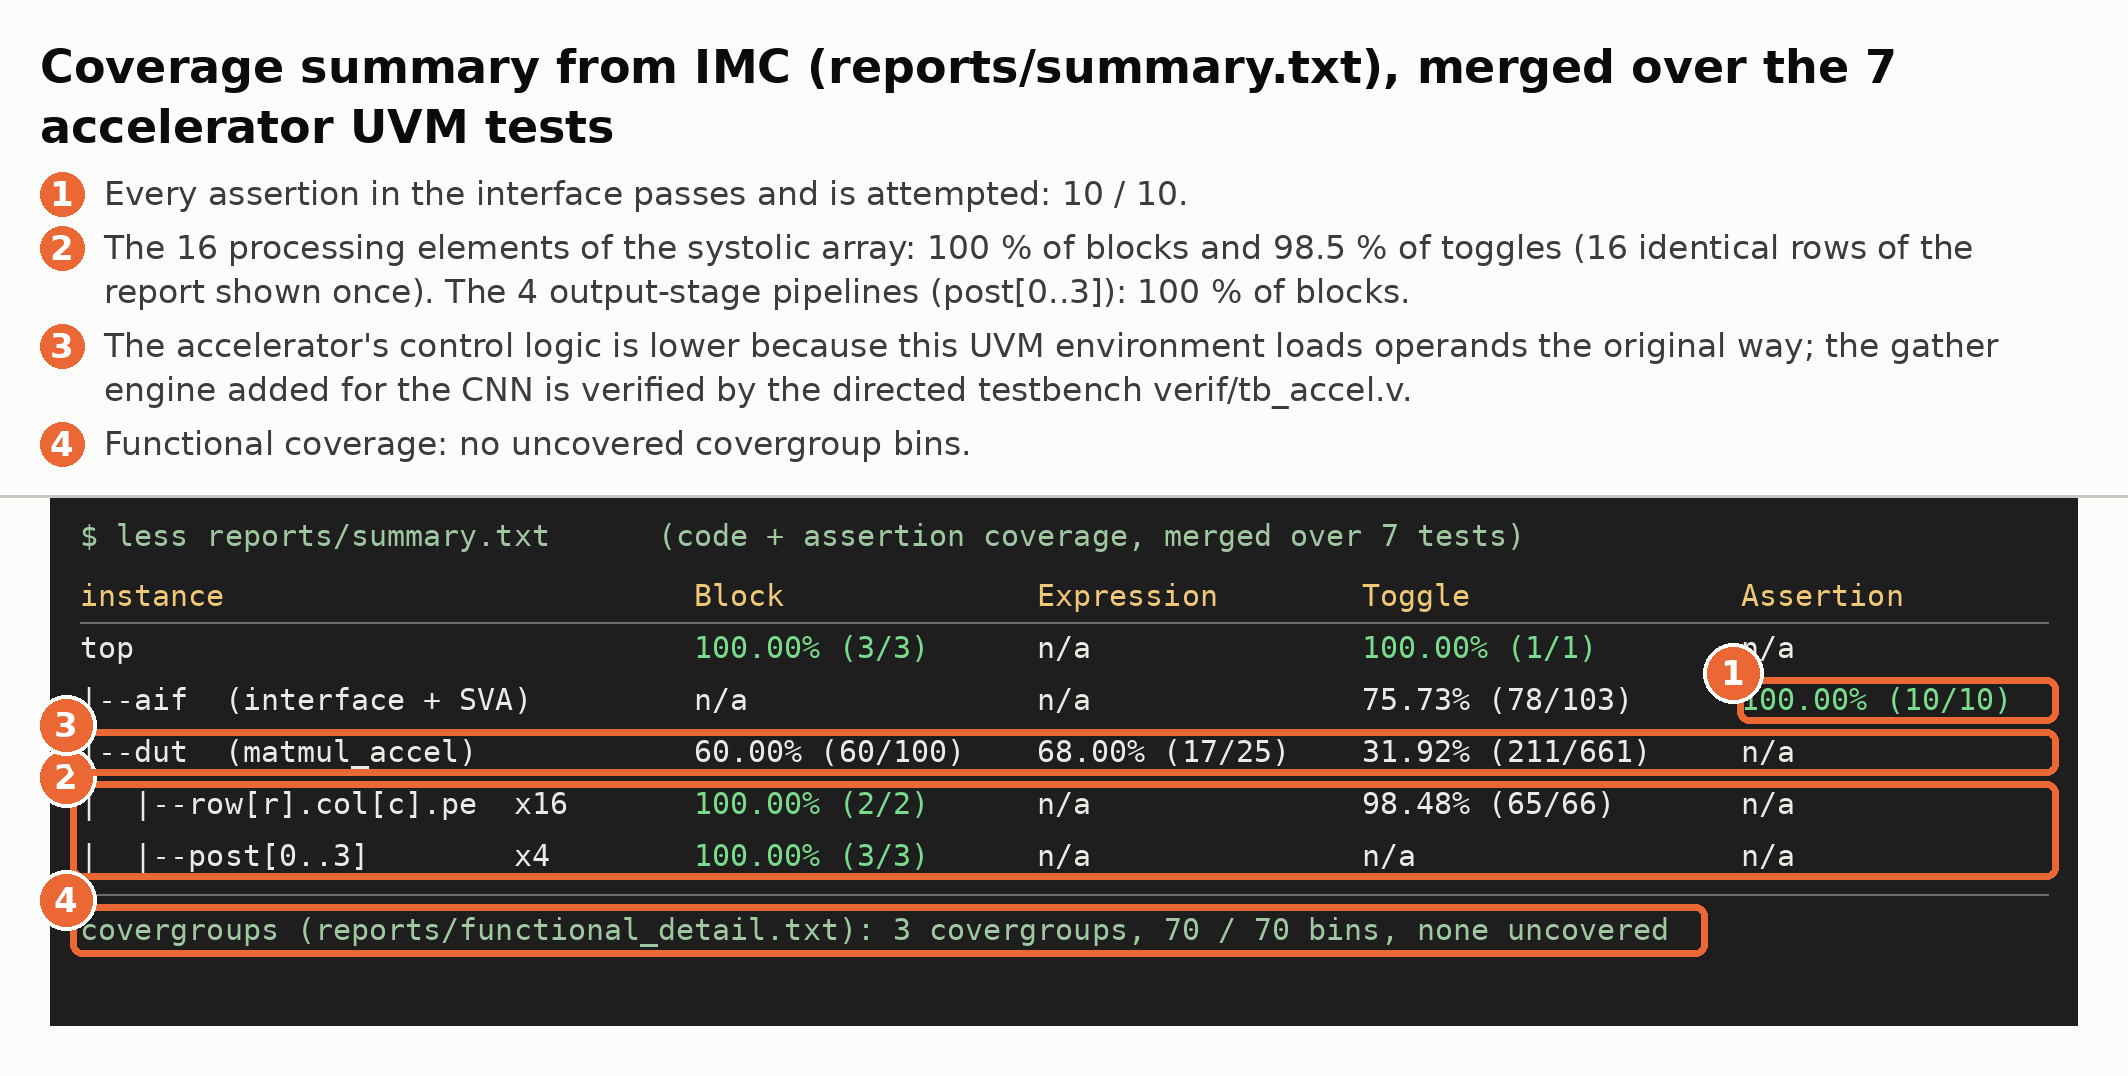 Coverage summary from IMC (reports/summary.txt), merged over the 7
accelerator UVM tests
1 Every assertion in the interface passes and is attempted: 10 / 10.
2 The 16 processing elements of the systolic array: 100 % of blocks and 98.5 % of toggles (16 identical rows of the
report shown once). The 4 output-stage pipelines (post[0..3]): 100 % of blocks.
3 The accelerator's control logic is lower because this UVM environment loads operands the original way; the gather
engine added for the CNN is verified by the directed testbench verif/tb_accel.v.
4 Functional coverage: no uncovered covergroup bins.
$ less reports/summary.txt (code + assertion coverage, merged over 7 tests)
instance Block Expression Toggle Assertion
top 100.00% (3/3) n/a 100.00% (1/1) n/a
1
|--aif (interface + SVA) n/a n/a 75.73% (78/103) 100.00% (10/10)
3
|--dut (matmul_accel) 60.00% (60/100) 68.00% (17/25) 31.92% (211/661) n/a
2
| |--row[r].col[c].pe x16 100.00% (2/2) n/a 98.48% (65/66) n/a
| |--post[0..3] x4 100.00% (3/3) n/a n/a n/a
4
covergroups (reports/functional_detail.txt): 3 covergroups, 70 / 70 bins, none uncovered